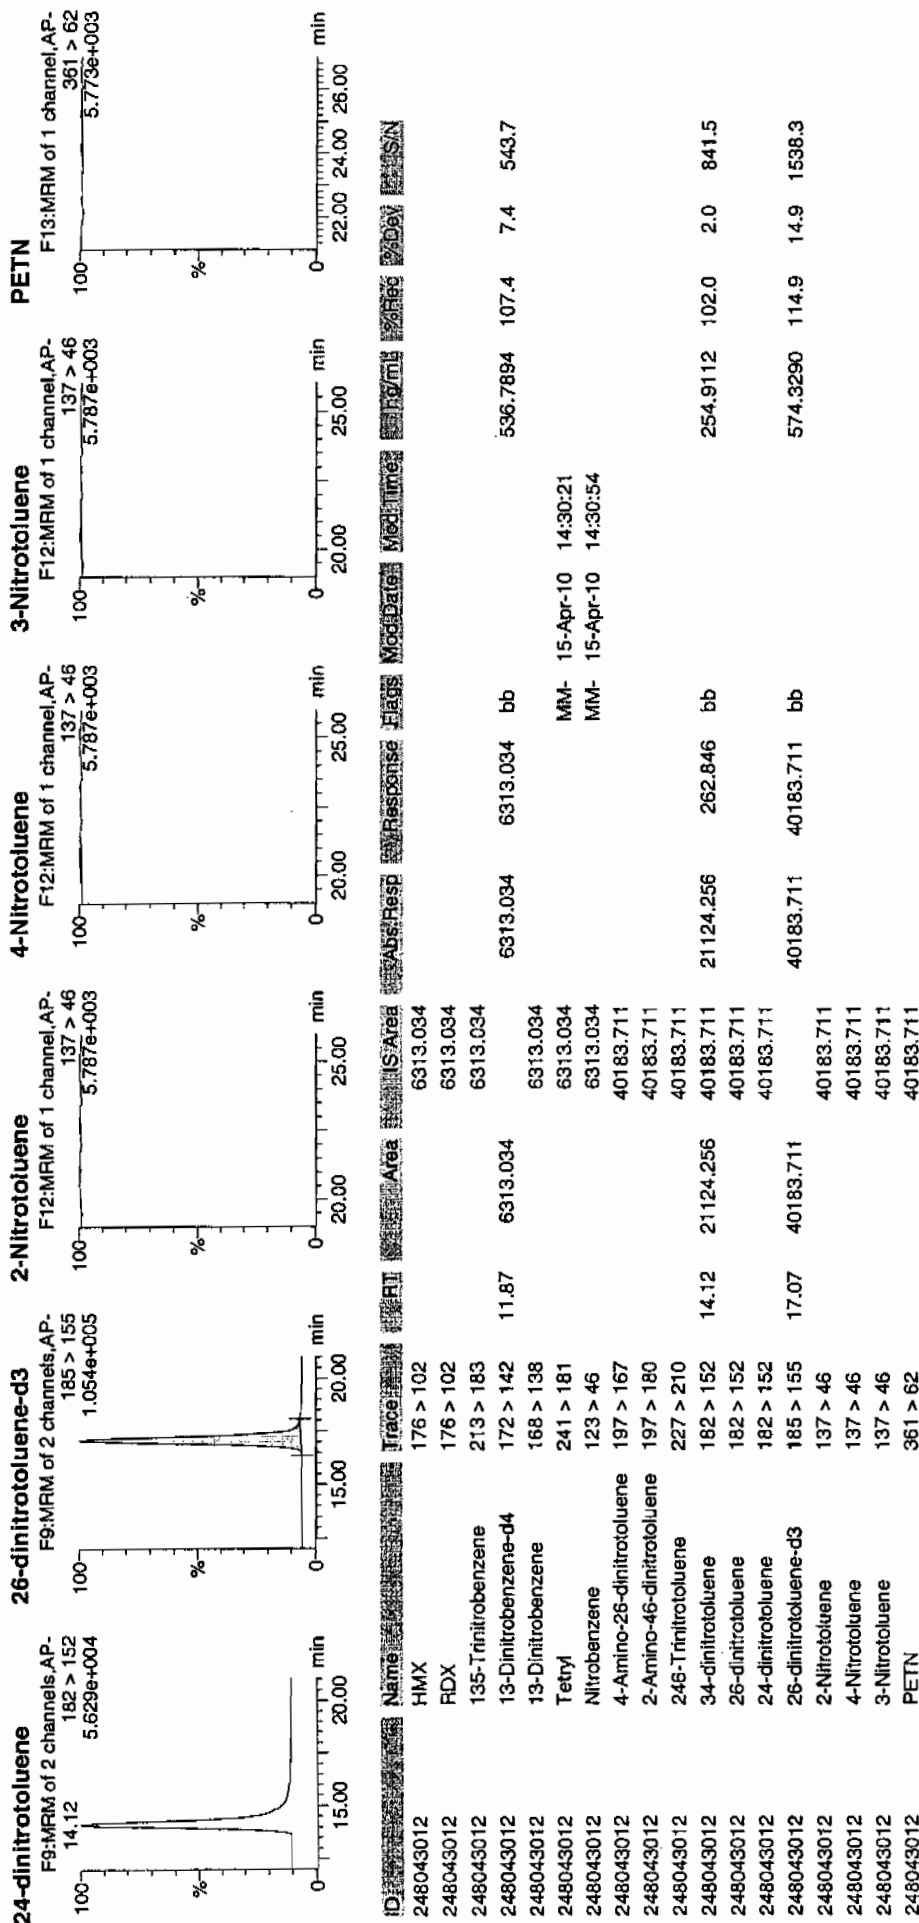 24-dinitrotoluene
F9:MRM of 2 channels,AP-
182 > 152
5.629e+004
14.12
100
%
0
15.00 20.00 min
26-dinitrotoluene-d3
F9:MRM of 2 channels,AP-
185 > 155
1.054e+005
100
%
0
15.00 20.00 min
2-Nitrotoluene
F12:MRM of 1 channel,AP-
137 > 46
5.787e+003
100
%
0
20.00 25.00 min
4-Nitrotoluene
F12:MRM of 1 channel,AP-
137 > 46
5.787e+003
100
%
0
20.00 25.00 min
3-Nitrotoluene
F12:MRM of 1 channel,AP-
137 > 46
5.787e+003
100
%
0
20.00 25.00 min
PETN
F13:MRM of 1 channel,AP-
361 > 62
5.773e+003
100
%
0
22.00 24.00 26.00 min
ID Name Trace RT Area IS Area Abs.Resp Response Flags Mod.Date Mod.Time ng/mL %Rec %Dev S/N
248043012 HMX 176 > 102 6313.034
248043012 RDX 176 > 102 6313.034
248043012 135-Trinitrobenzene 213 > 183 6313.034
248043012 13-Dinitrobenzene-d4 172 > 142 11.87 6313.034 6313.034 6313.034 bb 536.7894 107.4 7.4 543.7
248043012 13-Dinitrobenzene 168 > 138 6313.034
248043012 Tetryl 241 > 181 6313.034 MM- 15-Apr-10 14:30:21
248043012 Nitrobenzene 123 > 46 6313.034 MM- 15-Apr-10 14:30:54
248043012 4-Amino-26-dinitrotoluene 197 > 167 40183.711
248043012 2-Amino-46-dinitrotoluene 197 > 180 40183.711
248043012 246-Trinitrotoluene 227 > 210 40183.711
248043012 34-dinitrotoluene 182 > 152 14.12 21124.256 40183.711 21124.256 262.846 bb 254.9112 102.0 2.0 841.5
248043012 26-dinitrotoluene 182 > 152 40183.711
248043012 24-dinitrotoluene 182 > 152 40183.711
248043012 26-dinitrotoluene-d3 185 > 155 17.07 40183.711 40183.711 40183.711 bb 574.3290 114.9 14.9 1538.3
248043012 2-Nitrotoluene 137 > 46 40183.711
248043012 4-Nitrotoluene 137 > 46 40183.711
248043012 3-Nitrotoluene 137 > 46 40183.711
248043012 PETN 361 > 62 40183.711